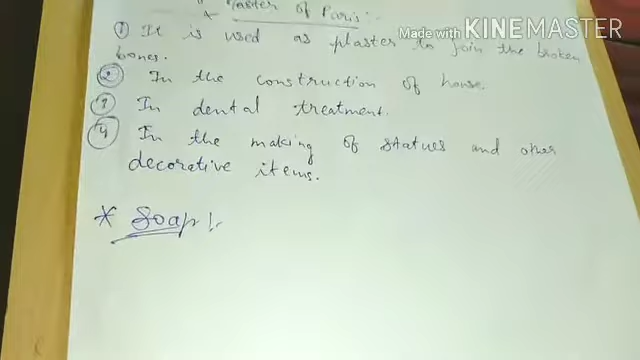 * Plaster of Paris:-
① It is used as plaster to join the broken
bones.
② In the construction of house.
③ In dental treatment.
④ In the making of statues and other
decorative items.
* Soap:-
Made with KINEMASTER